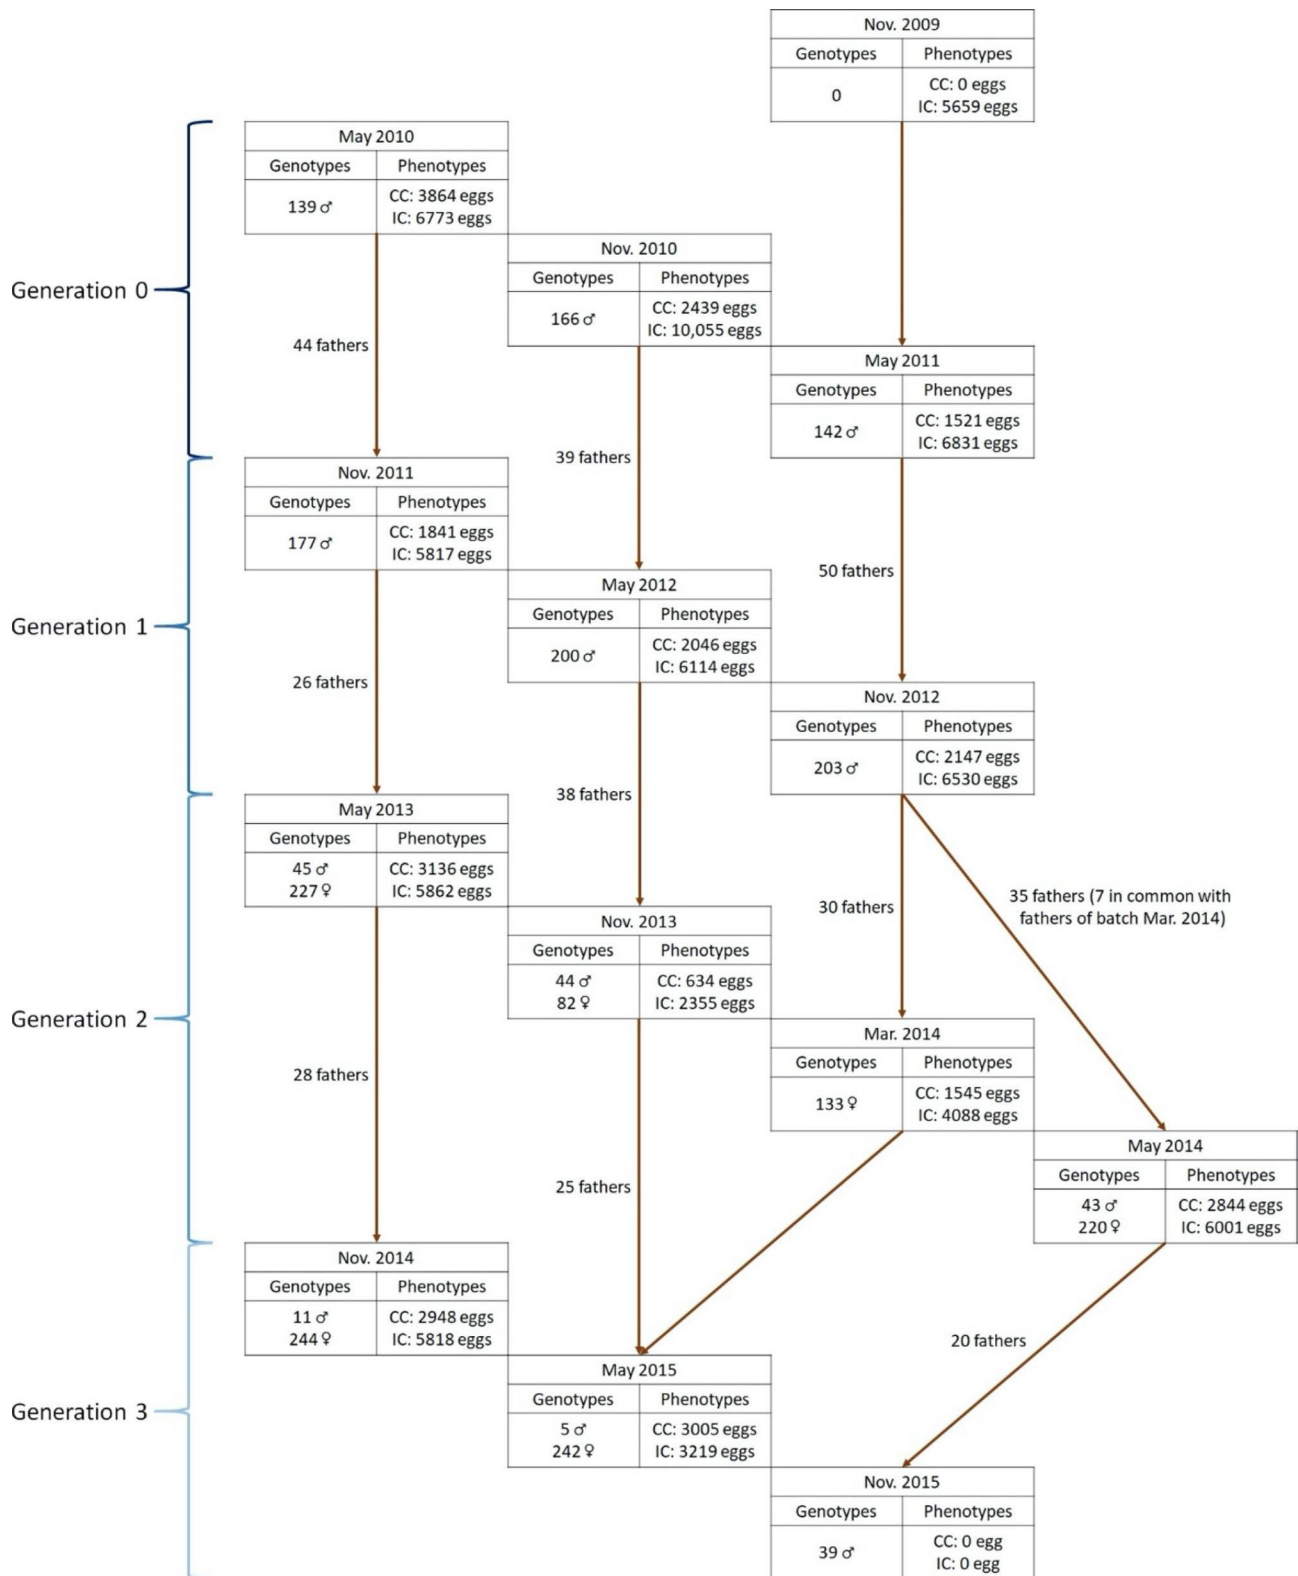 Nov. 2009
Genotypes Phenotypes
0
CC: 0 eggs
IC: 5659 eggs
May 2010
Genotypes Phenotypes
139 ♂
CC: 3864 eggs
IC: 6773 eggs
Nov. 2010
Genotypes Phenotypes
166 ♂
CC: 2439 eggs
IC: 10,055 eggs
Generation 0
44 fathers
May 2011
Genotypes Phenotypes
142 ♂
CC: 1521 eggs
IC: 6831 eggs
39 fathers
Nov. 2011
Genotypes Phenotypes
177 ♂
CC: 1841 eggs
IC: 5817 eggs
50 fathers
May 2012
Genotypes Phenotypes
200 ♂
CC: 2046 eggs
IC: 6114 eggs
Generation 1
26 fathers
Nov. 2012
Genotypes Phenotypes
203 ♂
CC: 2147 eggs
IC: 6530 eggs
38 fathers
May 2013
Genotypes Phenotypes
45 ♂
227 ♀
CC: 3136 eggs
IC: 5862 eggs
30 fathers
35 fathers (7 in common with
fathers of batch Mar. 2014)
Nov. 2013
Genotypes Phenotypes
44 ♂
82 ♀
CC: 634 eggs
IC: 2355 eggs
Generation 2
Mar. 2014
Genotypes Phenotypes
133 ♀
CC: 1545 eggs
IC: 4088 eggs
28 fathers
May 2014
Genotypes Phenotypes
43 ♂
220 ♀
CC: 2844 eggs
IC: 6001 eggs
25 fathers
Nov. 2014
Genotypes Phenotypes
11 ♂
244 ♀
CC: 2948 eggs
IC: 5818 eggs
20 fathers
May 2015
Genotypes Phenotypes
5 ♂
242 ♀
CC: 3005 eggs
IC: 3219 eggs
Generation 3
Nov. 2015
Genotypes Phenotypes
39 ♂
CC: 0 egg
IC: 0 egg